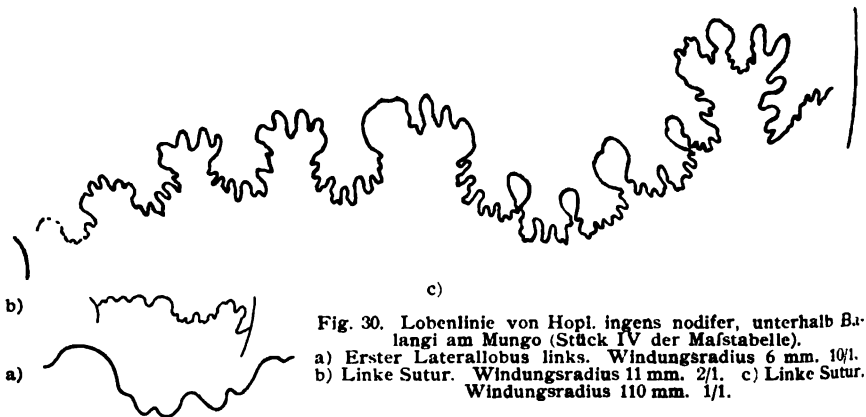 c)
b)
a)
Fig. 30. Lobenlinie von Hopl. ingens nodifer, unterhalb Ba-
langi am Mungo (Stück IV der Maſstabelle).
a) Erster Laterallobus links. Windungsradius 6 mm. 10/1.
b) Linke Sutur. Windungsradius 11 mm. 2/1. c) Linke Sutur.
Windungsradius 110 mm. 1/1.